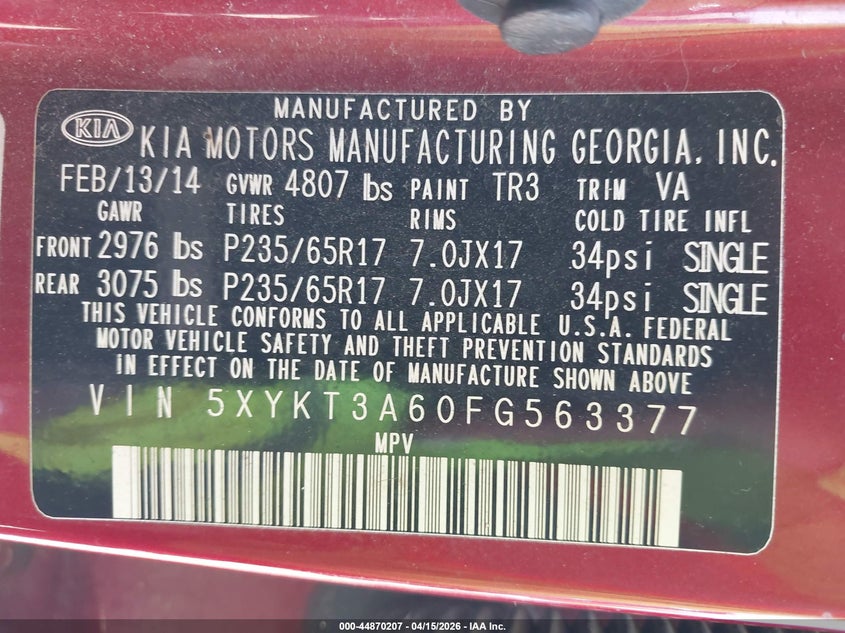 MANUFACTURED BY
KIA KIA MOTORS MANUFACTURING GEORGIA, INC.
FEB/13/14 GVWR 4807 lbs PAINT TR3 TRIM VA
GAWR TIRES RIMS COLD TIRE INFL
FRONT 2976 lbs P235/65R17 7.0JX17 34psi SINGLE
REAR 3075 lbs P235/65R17 7.0JX17 34psi SINGLE
THIS VEHICLE CONFORMS TO ALL APPLICABLE U.S.A. FEDERAL
MOTOR VEHICLE SAFETY AND THEFT PREVENTION STANDARDS
IN EFFECT ON THE DATE OF MANUFACTURE SHOWN ABOVE
VIN 5XYKT3A60FG563377
MPV
000-44870207 - 04/15/2026 - IAA Inc.